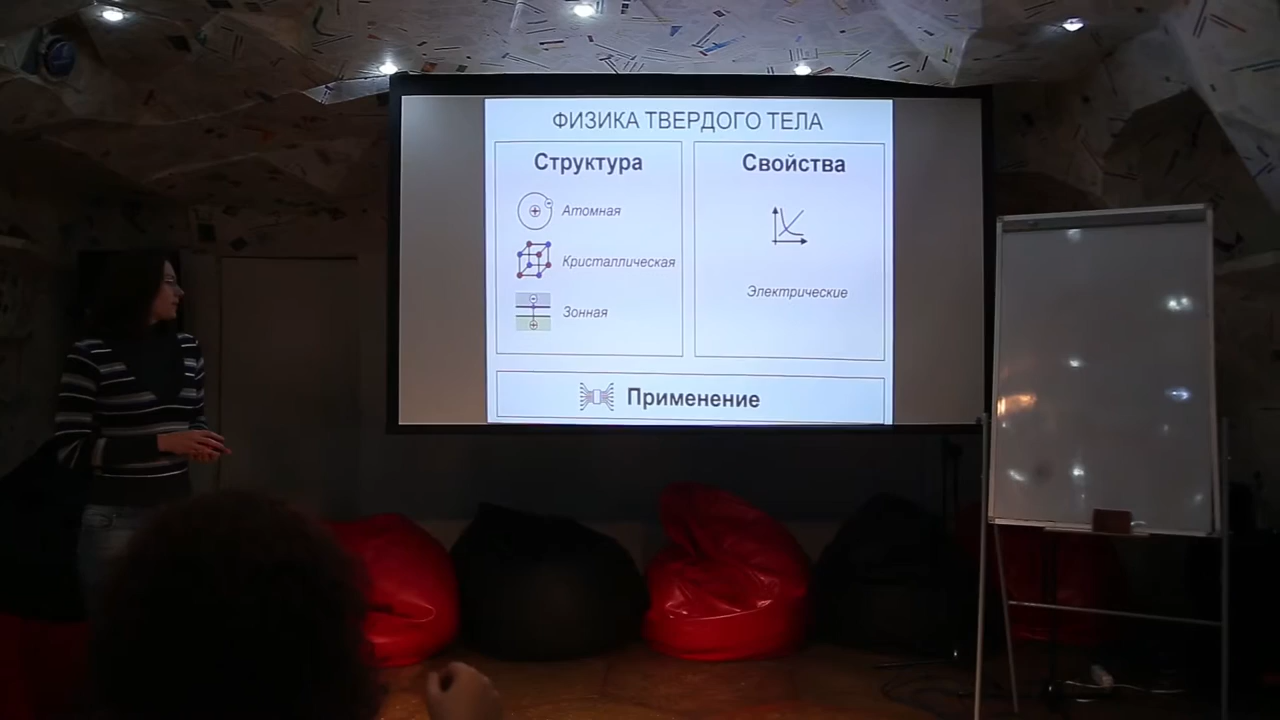 ФИЗИКА ТВЕРДОГО ТЕЛА
Структура
Атомная
Кристаллическая
Зонная
Свойства
Электрические
Применение